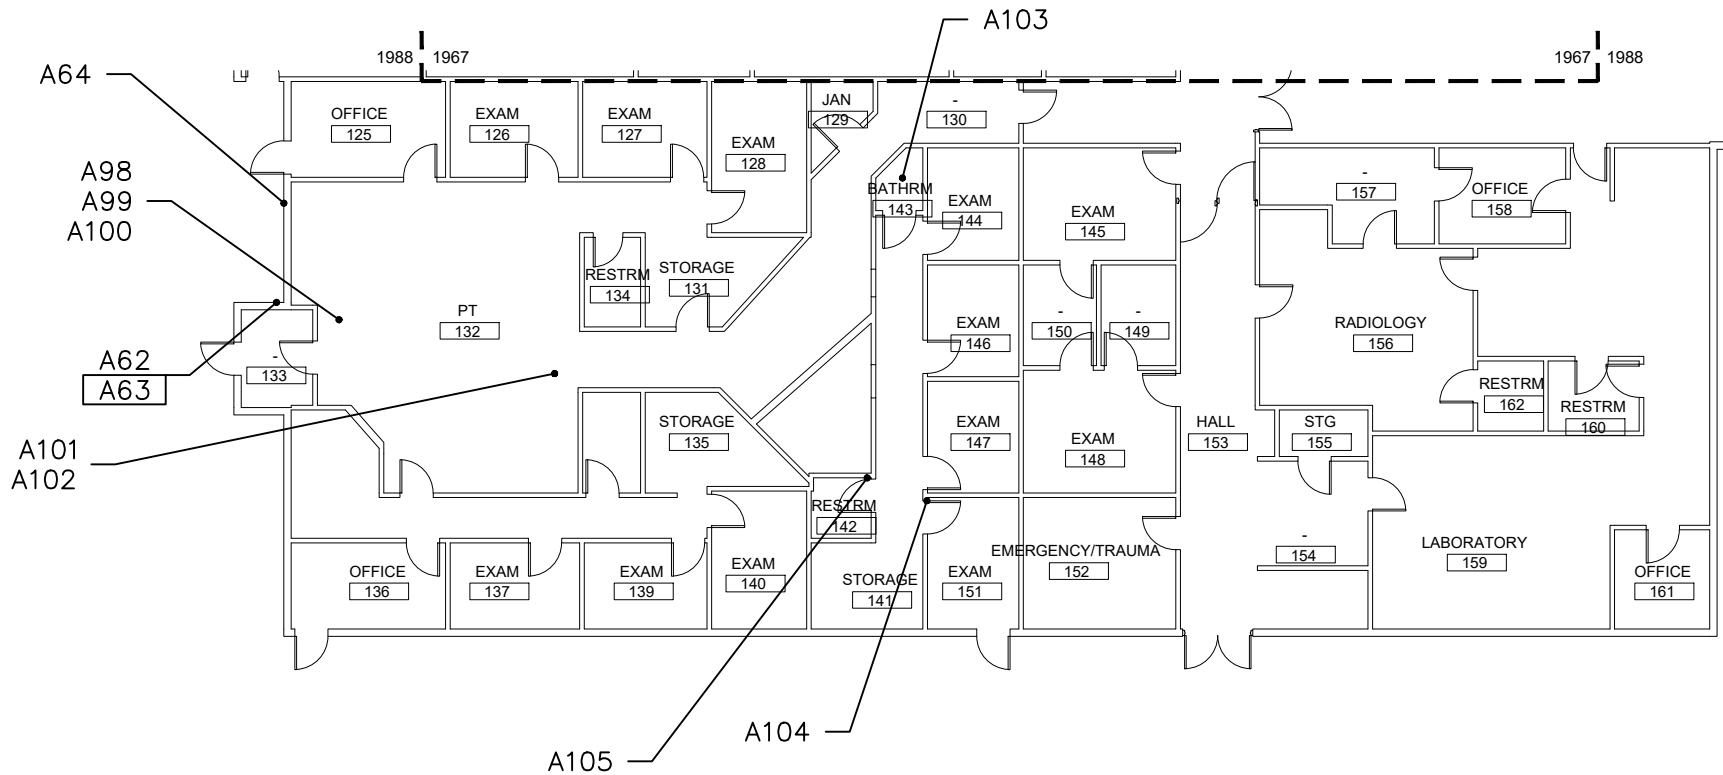 A103
1988 1967
1967 1988
A64
JAN
129
-
130
OFFICE
125
EXAM
126
EXAM
127
EXAM
128
A98
A99
A100
BATHRM
143
EXAM
144
EXAM
145
-
157
OFFICE
158
RESTRM
134
STORAGE
131
PT
132
EXAM
146
-
150
-
149
RADIOLOGY
156
-
133
A62
A63
RESTRM
162
RESTRM
160
STORAGE
135
EXAM
147
EXAM
148
HALL
153
STG
155
A101
A102
RESTRM
142
EMERGENCY/TRAUMA
152
-
154
LABORATORY
159
OFFICE
136
EXAM
137
EXAM
139
EXAM
140
STORAGE
141
EXAM
151
OFFICE
161
A104
A105